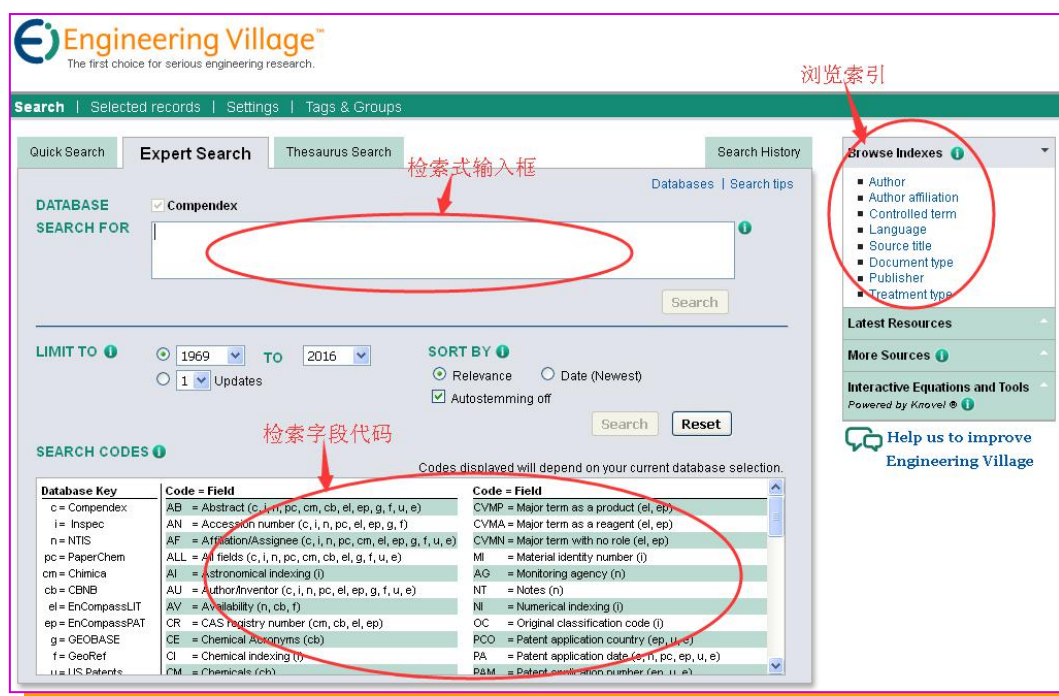 Engineering Village™
The first choice for serious engineering research.
浏览索引
Search | Selected records | Settings | Tags & Groups
Quick Search Expert Search Thesaurus Search Search History
检索式输入框
Databases | Search tips
DATABASE Compendex
SEARCH FOR
Search
LIMIT TO 1969 TO 2016
1 Updates
SORT BY
Relevance Date (Newest)
Autostemming off
Search Reset
检索字段代码
SEARCH CODES
Codes displayed will depend on your current database selection.
Database Key Code = Field Code = Field
c = Compendex AB = Abstract (c, i, n, pc, cm, cb, el, ep, g, f, u, e) CVMP = Major term as a product (el, ep)
i = Inspec AN = Accession number (c, i, n, pc, el, ep, g, f) CVMA = Major term as a reagent (el, ep)
n = NTIS AF = Affiliation/Assignee (c, i, n, pc, cm, el, ep, g, f, u, e) CVMN = Major term with no role (el, ep)
pc = PaperChem ALL = All fields (c, i, n, pc, cm, cb, el, g, f, u, e) MI = Material identity number (i)
cm = Chimica AI = Astronomical indexing (i) AG = Monitoring agency (n)
cb = CBNB AU = Author/Inventor (c, i, n, pc, el, ep, g, f, u, e) NT = Notes (n)
el = EnCompassLIT AV = Availability (n, cb, f) NI = Numerical indexing (i)
ep = EnCompassPAT CR = CAS registry number (cm, cb, el, ep) OC = Original classification code (i)
g = GEOBASE CE = Chemical Acronyms (cb) PCO = Patent application country (ep, u, e)
f = GeoRef CI = Chemical indexing (i) PA = Patent application date (c, n, pc, ep, u, e)
u = US Patents CM = Chemicals (cb) PAM = Patent application number (ep, u, e)
Browse Indexes
Author
Author affiliation
Controlled term
Language
Source title
Document type
Publisher
Treatment type
Latest Resources
More Sources
Interactive Equations and Tools
Powered by Knovel ®
Help us to improve
Engineering Village